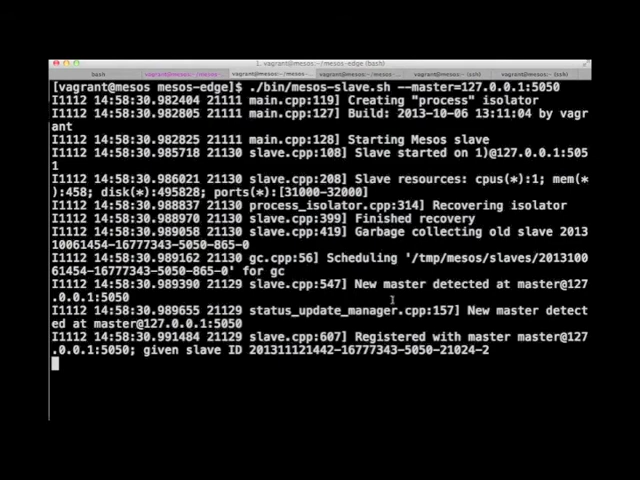 1. vagrant@mesos:~/mesos-edge (bash)
bash vagrant@mesos:~/mesos-... vagrant@mesos:~/mesos-... vagrant@mesos:~/mesos-... vagrant@mesos:~ (ssh) vagrant@mesos:~ (ssh)
[vagrant@mesos mesos-edge]$ ./bin/mesos-slave.sh --master=127.0.0.1:5050
I1112 14:58:30.982404 21111 main.cpp:119] Creating "process" isolator
I1112 14:58:30.982805 21111 main.cpp:127] Build: 2013-10-06 13:11:04 by vagr
ant
I1112 14:58:30.982825 21111 main.cpp:128] Starting Mesos slave
I1112 14:58:30.985718 21130 slave.cpp:108] Slave started on 1)@127.0.0.1:505
1
I1112 14:58:30.986021 21130 slave.cpp:208] Slave resources: cpus(*):1; mem(*
):458; disk(*):495828; ports(*):[31000-32000]
I1112 14:58:30.988837 21130 process_isolator.cpp:314] Recovering isolator
I1112 14:58:30.988970 21130 slave.cpp:399] Finished recovery
I1112 14:58:30.989058 21130 slave.cpp:419] Garbage collecting old slave 2013
10061454-16777343-5050-865-0
I1112 14:58:30.989162 21130 gc.cpp:56] Scheduling '/tmp/mesos/slaves/2013100
61454-16777343-5050-865-0' for gc
I1112 14:58:30.989390 21129 slave.cpp:547] New master detected at master@127
.0.0.1:5050
I1112 14:58:30.989655 21129 status_update_manager.cpp:157] New master detect
ed at master@127.0.0.1:5050
I1112 14:58:30.991484 21129 slave.cpp:607] Registered with master master@127
.0.0.1:5050; given slave ID 201311121442-16777343-5050-21024-2